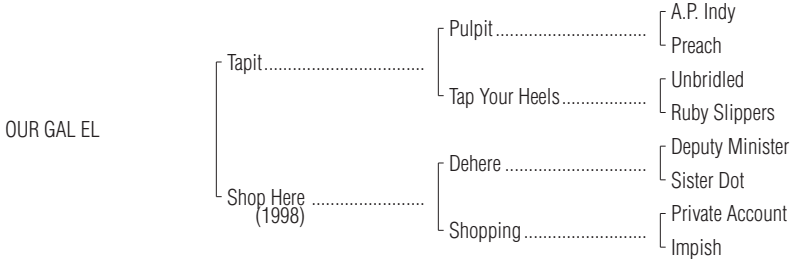 A.P. Indy
Pulpit
Preach
Tapit
Unbridled
Tap Your Heels
Ruby Slippers
OUR GAL EL
Deputy Minister
Dehere
Sister Dot
Shop Here
(1998)
Private Account
Shopping
Impish